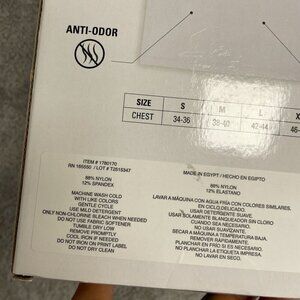 ANTI-ODOR
SIZE S M L X
CHEST 34-36 38-40 42-44 46-
ITEM # 1780170
RN 166550 / LOT # T2515347
88% NYLON
12% SPANDEX
MACHINE WASH COLD
WITH LIKE COLORS
GENTLE CYCLE
USE MILD DETERGENT
ONLY NON-CHLORINE BLEACH WHEN NEEDED
DO NOT USE FABRIC SOFTENER
TUMBLE DRY LOW
REMOVE PROMPTLY
COOL IRON IF NEEDED
DO NOT IRON ON PRINT LABEL
DO NOT DRY CLEAN
MADE IN EGYPT / HECHO EN EGIPTO
88% NYLON
12% ELASTANO
LAVAR A MÁQUINA CON AGUA FRÍA CON COLORES SIMILARES.
EN CICLO DELICADO.
USAR DETERGENTE SUAVE.
USAR SOLAMENTE BLANQUEADOR SIN CLORO
CUANDO SEA NECESARIO.
NO USAR SUAVIZANTE.
SECAR A MÁQUINA A TEMPERATURA BAJA.
REMOVER RÁPIDAMENTE.
PLANCHAR EN FRÍO SI ES NECESARIO.
NO PLANCHAR LA ETIQUETA IMPRESA.
NO LAVAR EN SECO.